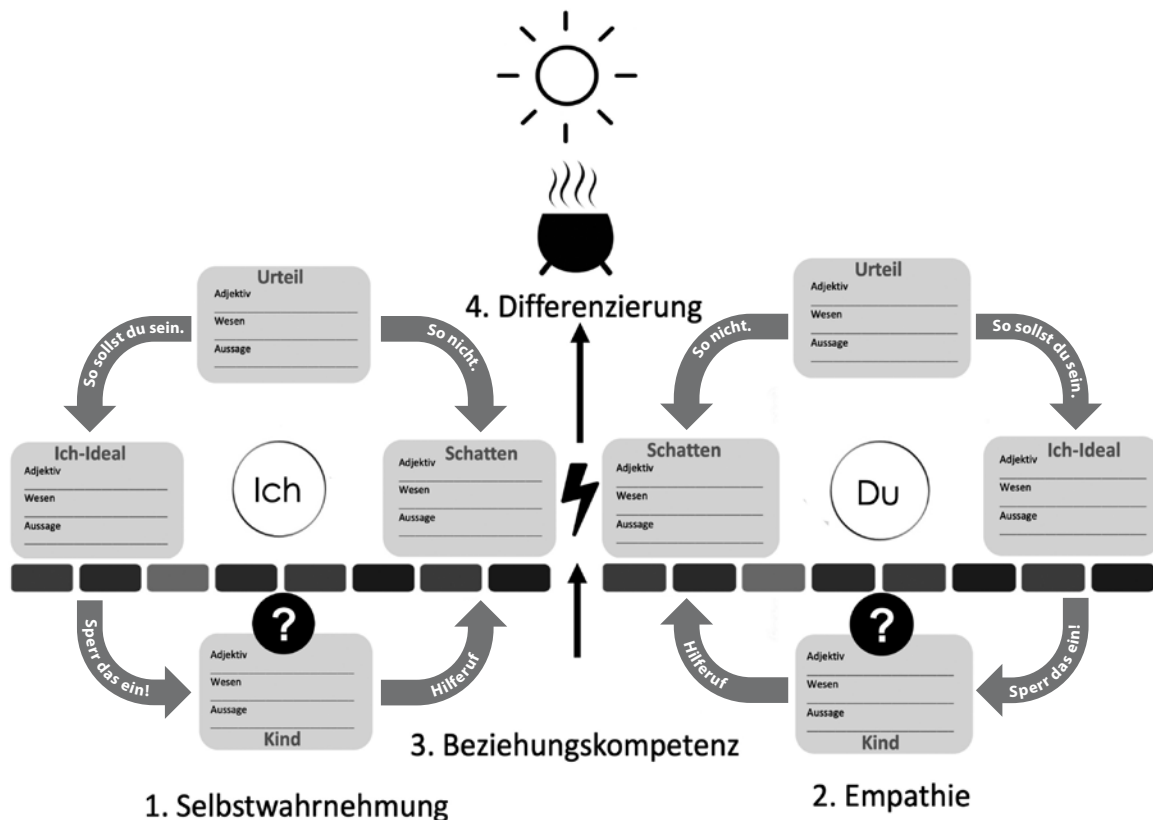 4. Differenzierung
Urteil
Adjektiv
Wesen
Aussage
So sollst du sein.
So nicht.
Ich-Ideal
Adjektiv
Wesen
Aussage
Ich
Schatten
Adjektiv
Wesen
Aussage
Sperr das ein!
?
Adjektiv
Wesen
Aussage
Kind
Hilferuf
1. Selbstwahrnehmung
3. Beziehungskompetenz
Urteil
Adjektiv
Wesen
Aussage
So nicht.
So sollst du sein.
Schatten
Adjektiv
Wesen
Aussage
Du
Ich-Ideal
Adjektiv
Wesen
Aussage
Hilferuf
?
Adjektiv
Wesen
Aussage
Kind
Sperr das ein!
2. Empathie